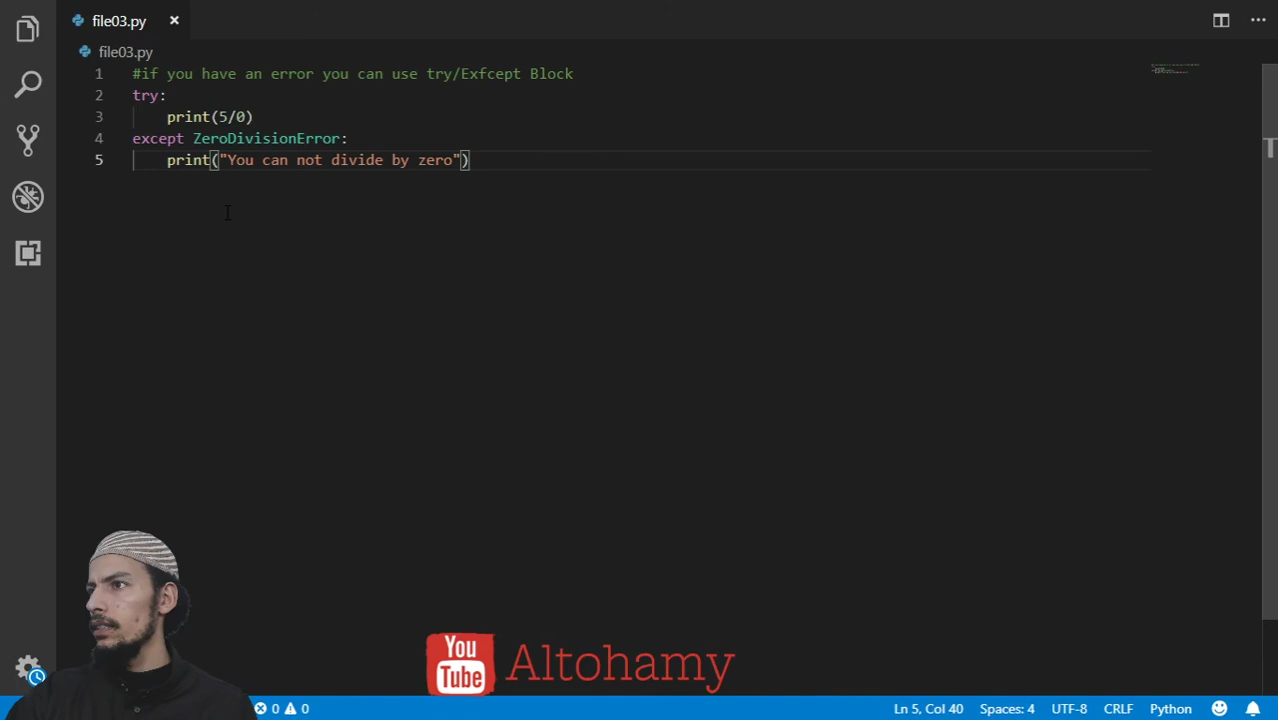 file03.py
file03.py
1 #if you have an error you can use try/Exfcept Block
2 try:
3     print(5/0)
4 except ZeroDivisionError:
5     print("You can not divide by zero")
You
Tube
Altohamy
0 0
Ln 5, Col 40 Spaces: 4 UTF-8 CRLF Python